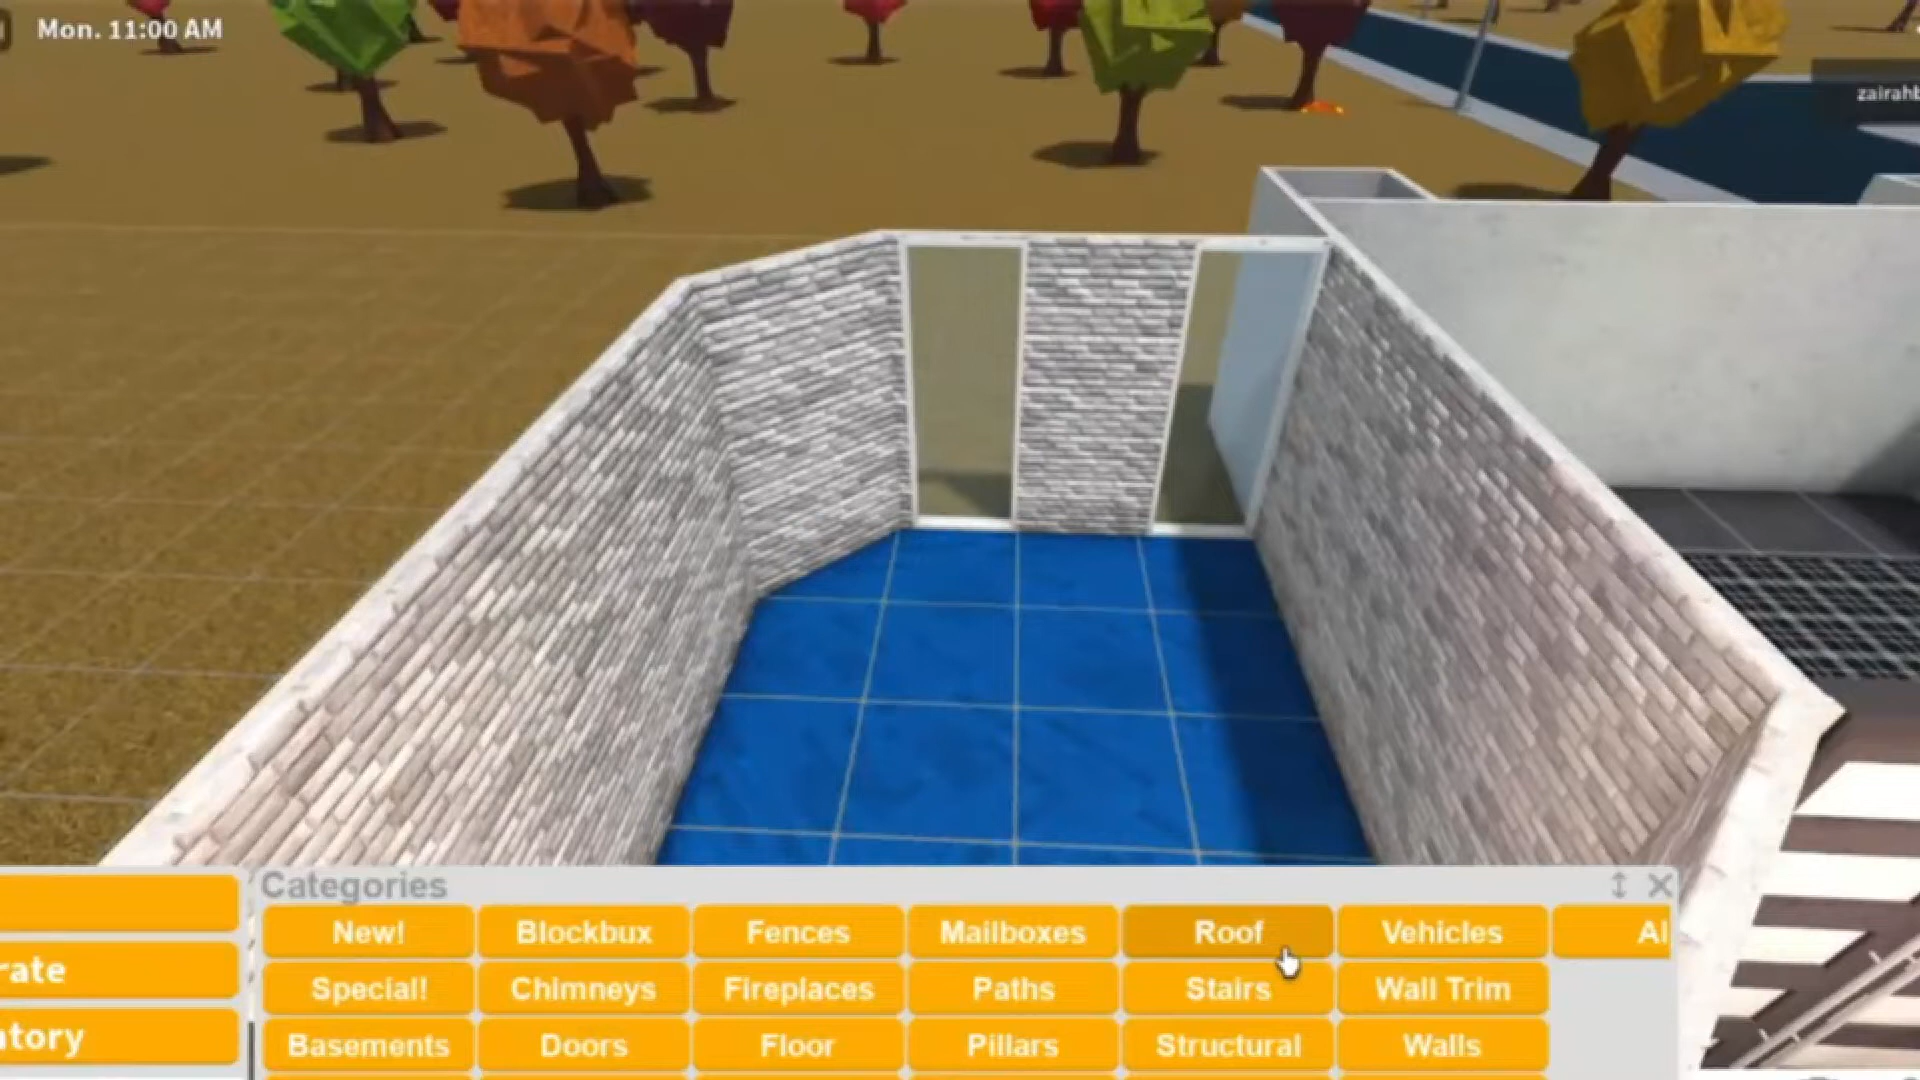 Mon. 11:00 AM
zairahb
Categories
New! Blockbux Fences Mailboxes Roof Vehicles Al
rate
Special! Chimneys Fireplaces Paths Stairs Wall Trim
tory
Basements Doors Floor Pillars Structural Walls